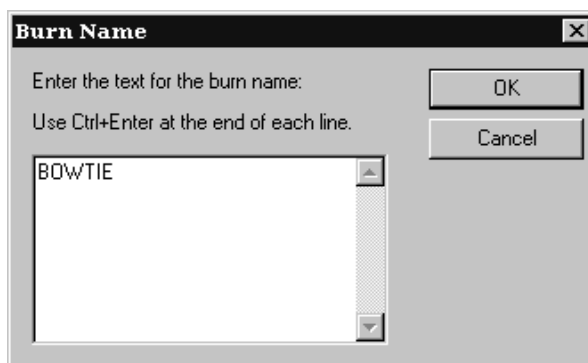 Burn Name
Enter the text for the burn name:
OK
Use Ctrl+Enter at the end of each line.
Cancel
BOWTIE